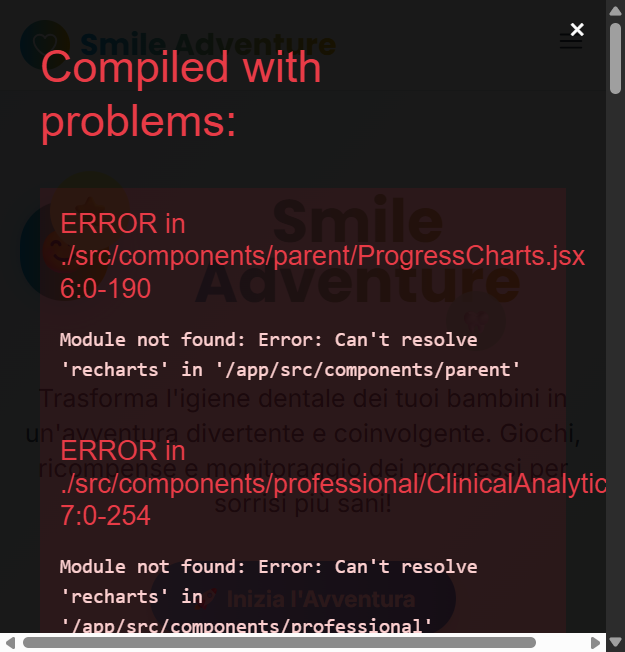 Smile Adventure
×
Compiled with
problems:
ERROR in
./src/components/parent/ProgressCharts.jsx
6:0-190
Smile
Adventure
Module not found: Error: Can't resolve
'recharts' in '/app/src/components/parent'
Trasforma l'igiene dentale dei tuoi bambini in
un'avventura divertente e coinvolgente. Giochi,
ricompense e monitoraggio dei progressi per
sorrisi più sani!
ERROR in
./src/components/professional/ClinicalAnalytic
7:0-254
Module not found: Error: Can't resolve
'recharts' in
'/app/src/components/professional'
Inizia l'Avventura